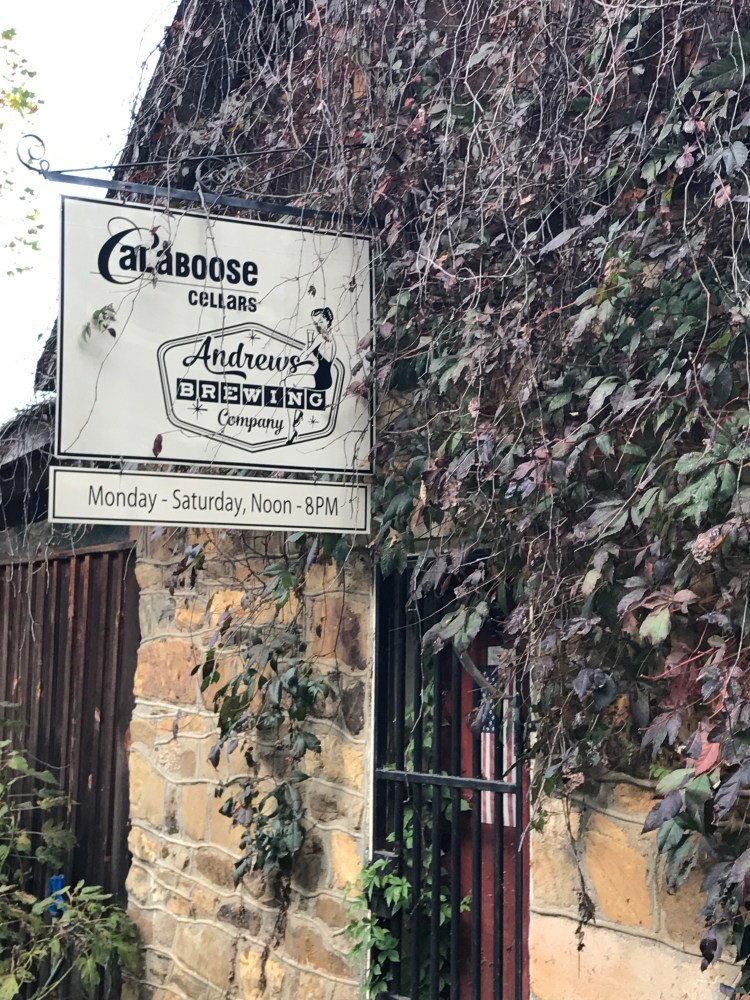 CALABOOSE
CELLARS
Andrews
BREWING
Company
Monday - Saturday, Noon - 8PM